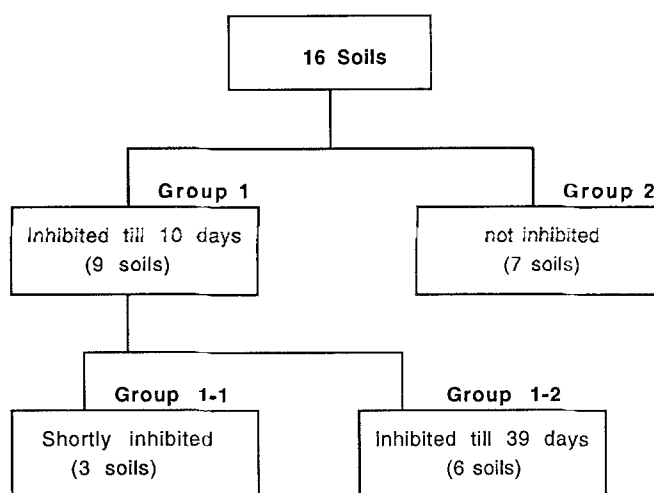 16 Soils
Group 1
Group 2
Inhibited till 10 days
(9 soils)
not inhibited
(7 soils)
Group 1-1
Group 1-2
Shortly inhibited
(3 soils)
Inhibited till 39 days
(6 soils)